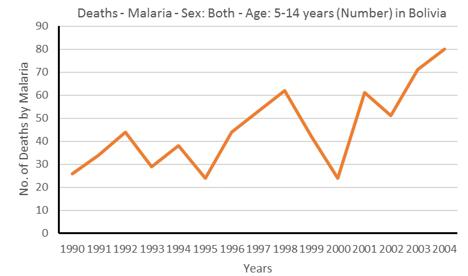 Deaths - Malaria - Sex: Both - Age: 5-14 years (Number) in Bolivia
90
80
70
60
50
40
30
20
10
0
No. of Deaths by Malaria
1990 1991 1992 1993 1994 1995 1996 1997 1998 1999 2000 2001 2002 2003 2004
Years